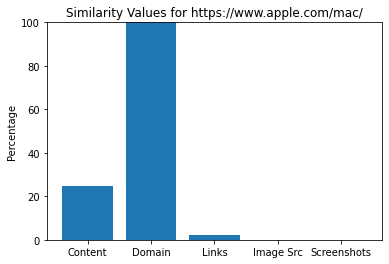 Similarity Values for https://www.apple.com/mac/
100
80
60
40
20
0
Percentage
Content Domain Links Image Src Screenshots